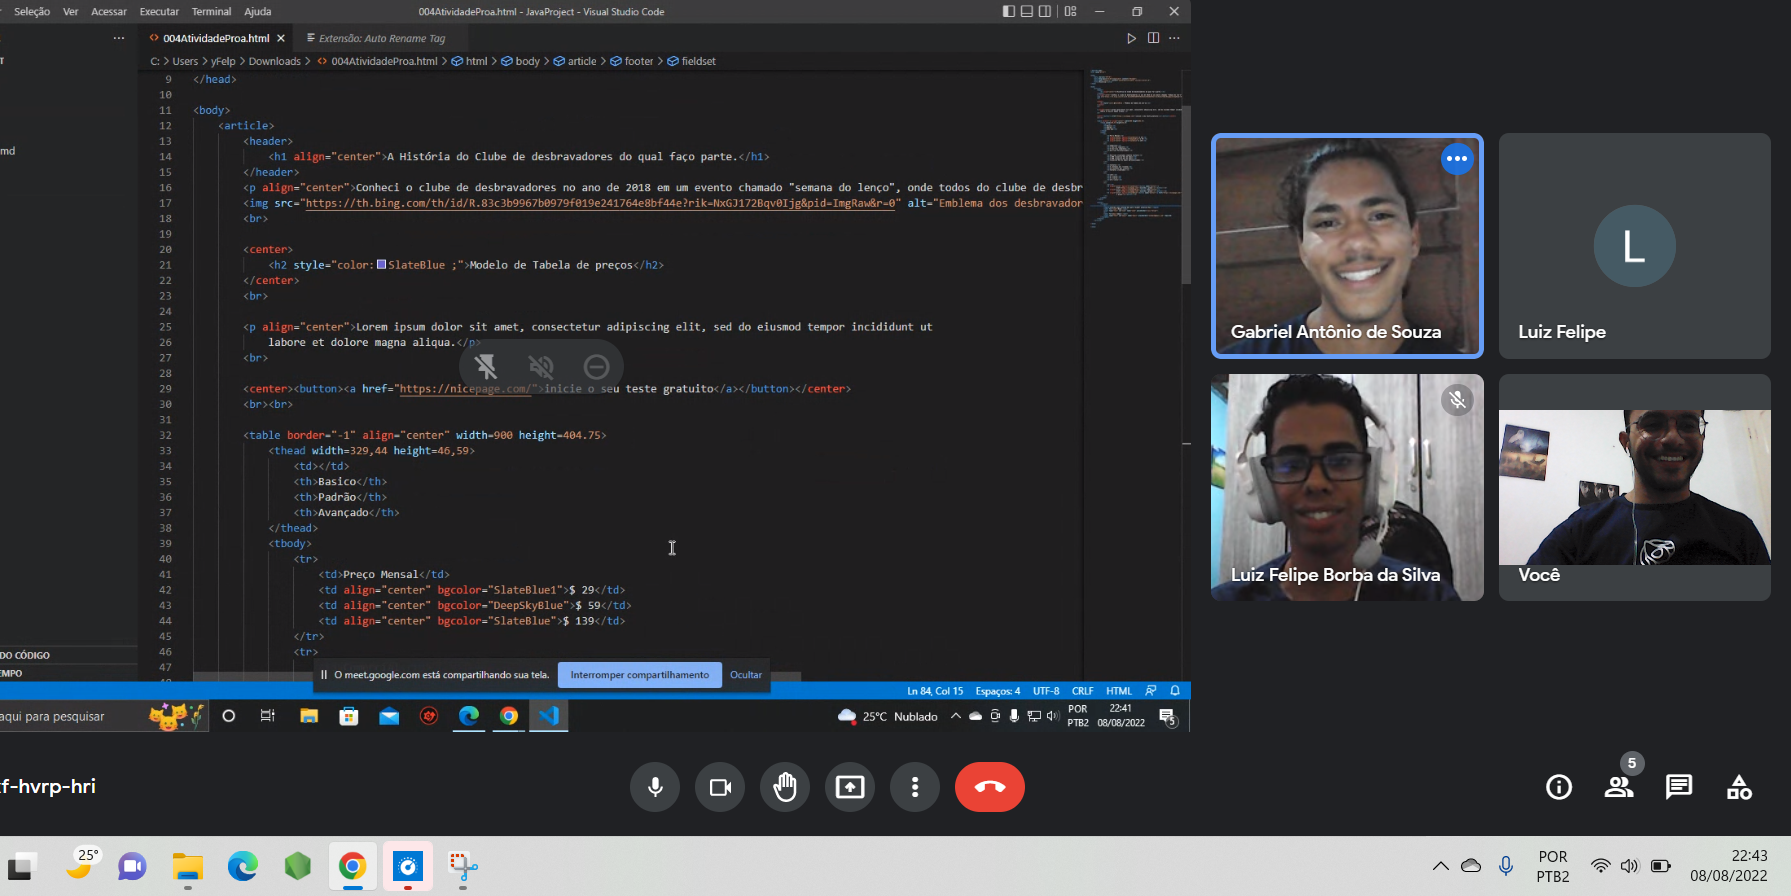 Seleção Ver Acessar Executar Terminal Ajuda 004AtividadeProa.html - JavaProject - Visual Studio Code
004AtividadeProa.html Extensão: Auto Rename Tag
C: > Users > yFelp > Downloads > 004AtividadeProa.html > html > body > article > footer > fieldset
9 </head>
10
11 <body>
12 <article>
13 <header>
14 <h1 align="center">A História do Clube de desbravadores do qual faço parte.</h1>
15 </header>
16 <p align="center">Conheci o clube de desbravadores no ano de 2018 em um evento chamado "semana do lenço", onde todos do clube de desbr
17 <img src="https://th.bing.com/th/id/R.83c3b9967b0979f019e241764e8bf44e?rik=NxGJ172Bqv0Ijg&pid=ImgRaw&r=0" alt="Emblema dos desbravador
18 <br>
19
20 <center>
21 <h2 style="color: SlateBlue ;">Modelo de Tabela de preços</h2>
22 </center>
23 <br>
24
25 <p align="center">Lorem ipsum dolor sit amet, consectetur adipiscing elit, sed do eiusmod tempor incididunt ut
26 labore et dolore magna aliqua.</p>
27 <br>
28
29 <center><button><a href="https://nicepage.com/">inicie o seu teste gratuito</a></button></center>
30 <br><br>
31
32 <table border="-1" align="center" width=900 height=404.75>
33 <thead width=329,44 height=46,59>
34 <td></td>
35 <th>Basico</th>
36 <th>Padrão</th>
37 <th>Avançado</th>
38 </thead>
39 <tbody>
40 <tr>
41 <td>Preço Mensal</td>
42 <td align="center" bgcolor="SlateBlue1">$ 29</td>
43 <td align="center" bgcolor="DeepSkyBlue">$ 59</td>
44 <td align="center" bgcolor="SlateBlue">$ 139</td>
45 </tr>
46 <tr>
47
md
DO CÓDIGO
EMPO
O meet.google.com está compartilhando sua tela. Interromper compartilhamento Ocultar
Ln 84, Col 15 Espaços: 4 UTF-8 CRLF HTML
aqui para pesquisar
25°C Nublado
POR
PTB2
22:41
08/08/2022
5
Gabriel Antônio de Souza
L
Luiz Felipe
Luiz Felipe Borba da Silva
Você
f-hvrp-hri
5
25°
POR
PTB2
22:43
08/08/2022